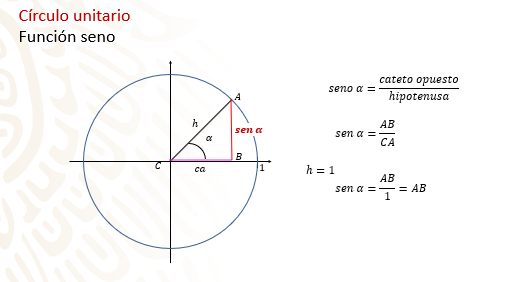 Círculo unitario
Función seno
A
h
sen α
α
C
B
ca
1
seno α = cateto opuesto / hipotenusa
sen α = AB / CA
h = 1
sen α = AB / 1 = AB